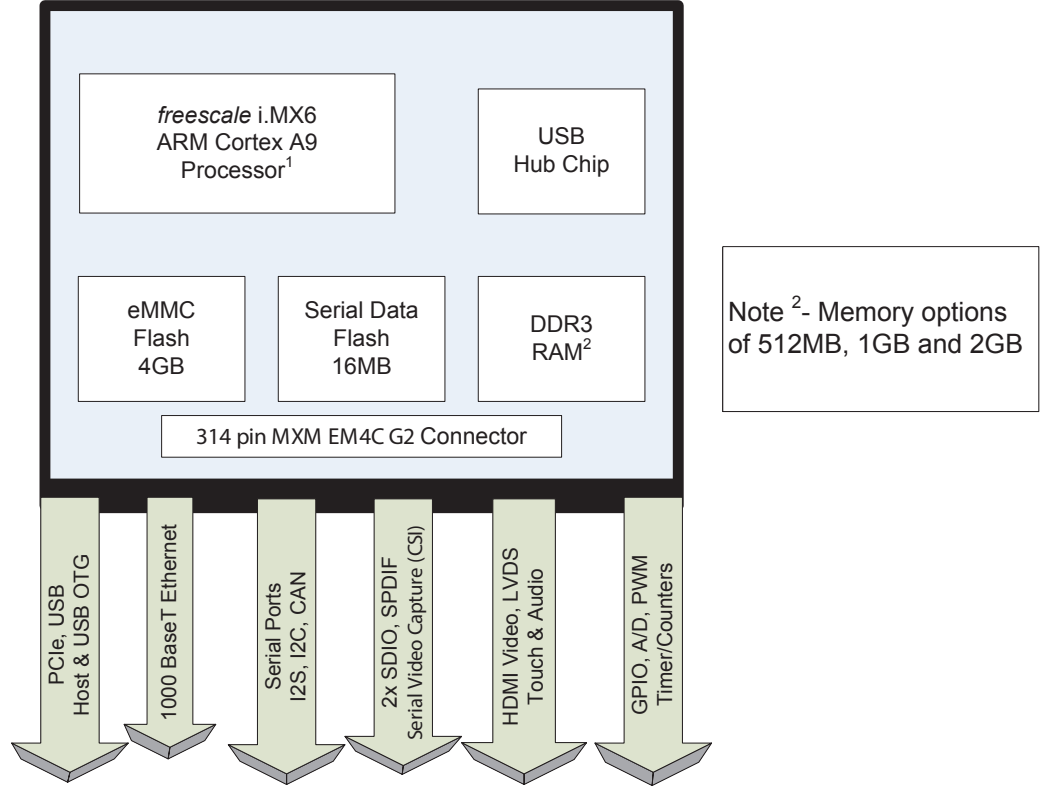 freescale i.MX6
ARM Cortex A9
Processor1
USB
Hub Chip
eMMC
Flash
4GB
Serial Data
Flash
16MB
DDR3
RAM2
Note 2- Memory options
of 512MB, 1GB and 2GB
314 pin MXM EM4C G2 Connector
PCIe, USB
Host & USB OTG
1000 BaseT Ethernet
Serial Ports
I2S, I2C, CAN
2x SDIO, SPDIF
Serial Video Capture (CSI)
HDMI Video, LVDS
Touch & Audio
GPIO, A/D, PWM
Timer/Counters